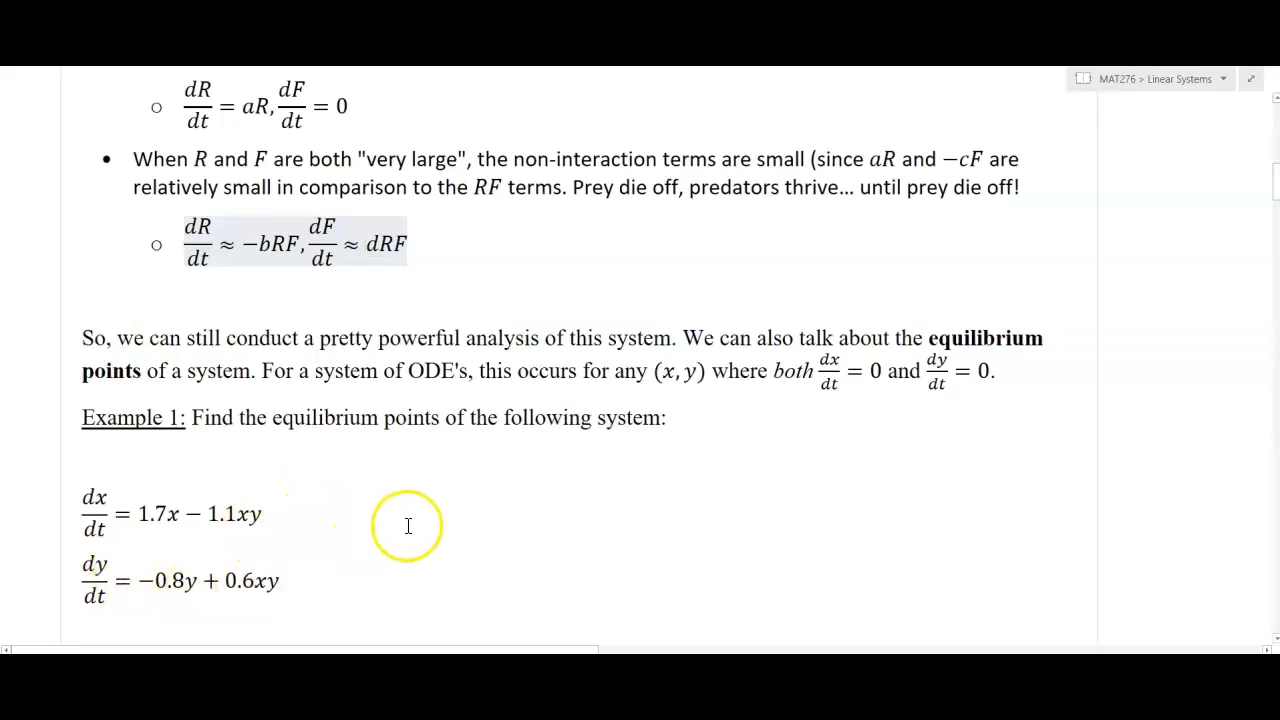 MAT276 > Linear Systems
dR/dt = aR, dF/dt = 0
• When R and F are both "very large", the non-interaction terms are small (since aR and −cF are
relatively small in comparison to the RF terms. Prey die off, predators thrive... until prey die off!
○ dR/dt ≈ −bRF, dF/dt ≈ dRF
So, we can still conduct a pretty powerful analysis of this system. We can also talk about the equilibrium
points of a system. For a system of ODE's, this occurs for any (x, y) where both dx/dt = 0 and dy/dt = 0.
Example 1: Find the equilibrium points of the following system:
dx/dt = 1.7x − 1.1xy
dy/dt = −0.8y + 0.6xy